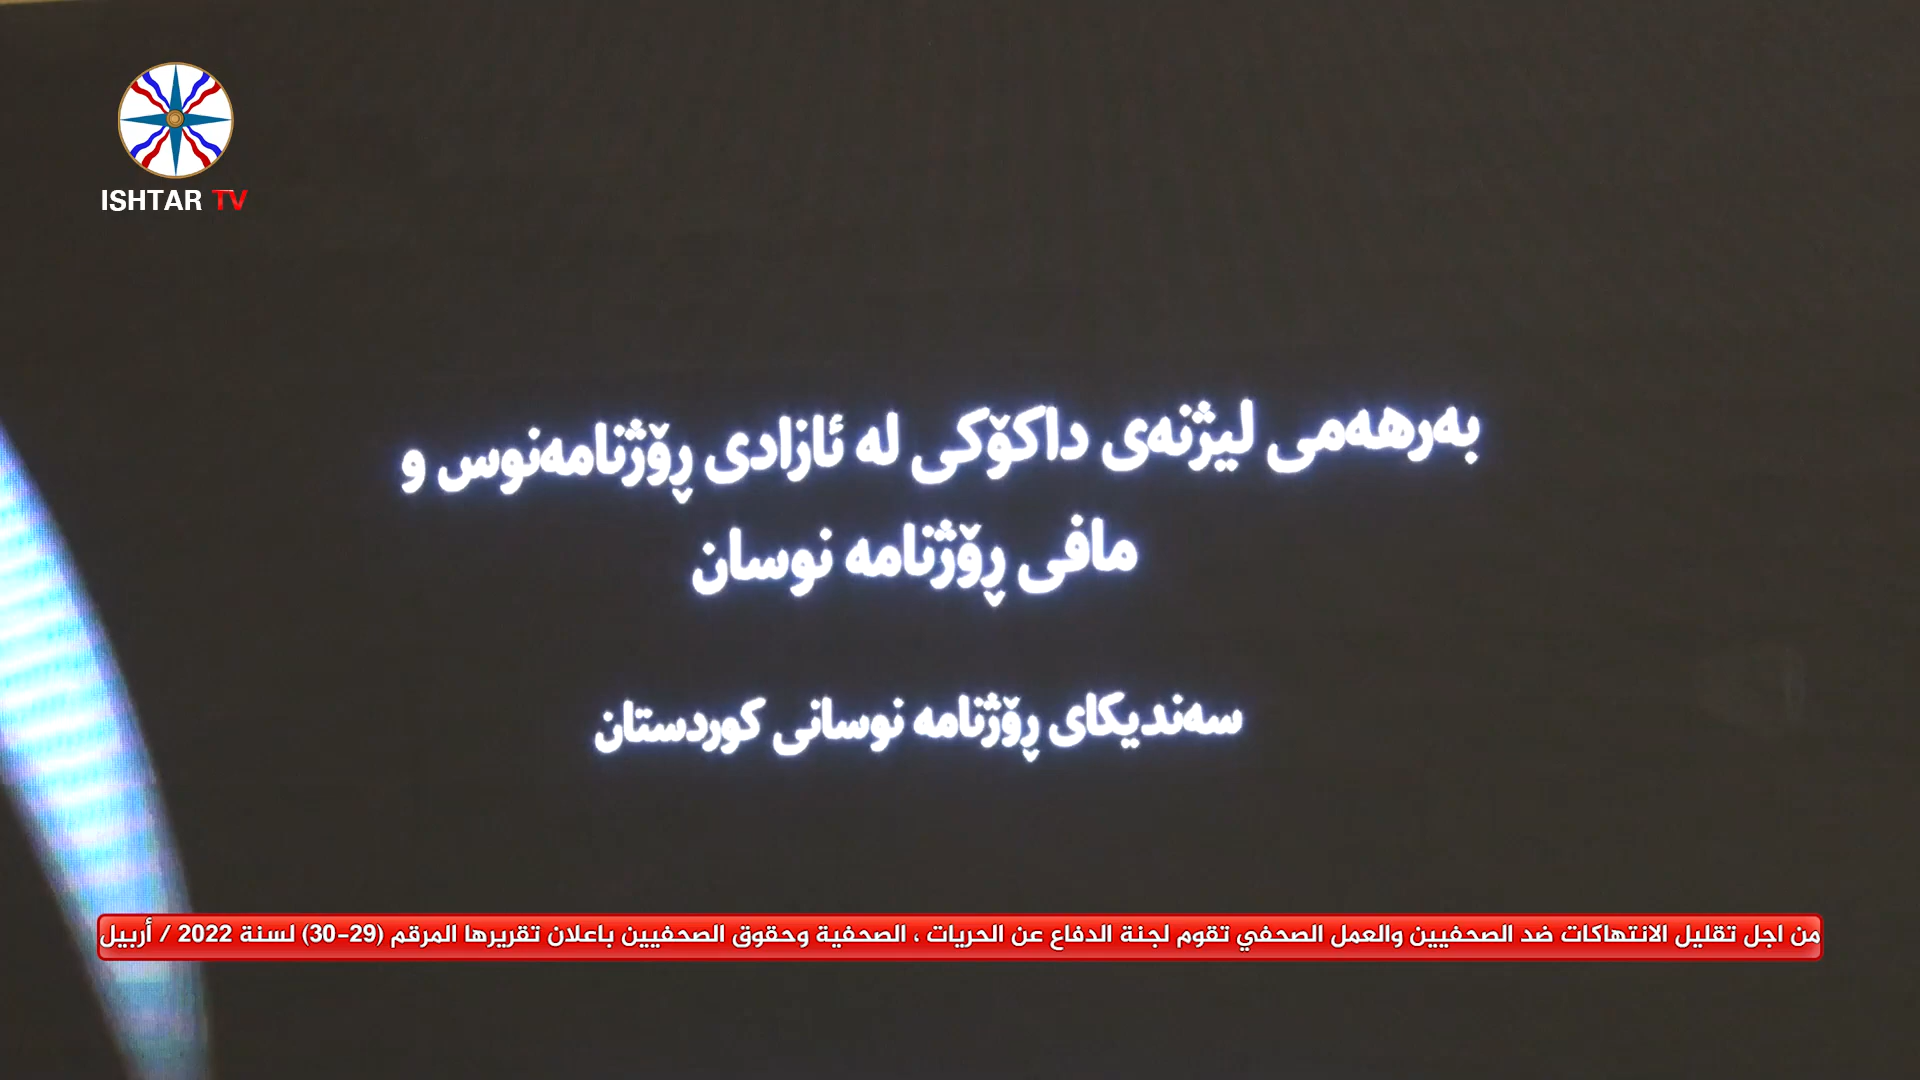 ISHTAR TV
بەرهەمی لیژنەی داکۆکی لە ئازادی ڕۆژنامەنوس و
مافی ڕۆژنامە نوسان
سەندیکای ڕۆژنامە نوسانی کوردستان
من اجل تقليل الانتهاكات ضد الصحفيين والعمل الصحفي تقوم لجنة الدفاع عن الحريات ، الصحفية وحقوق الصحفيين باعلان تقريرها المرقم (29-30) لسنة 2022 / أربيل